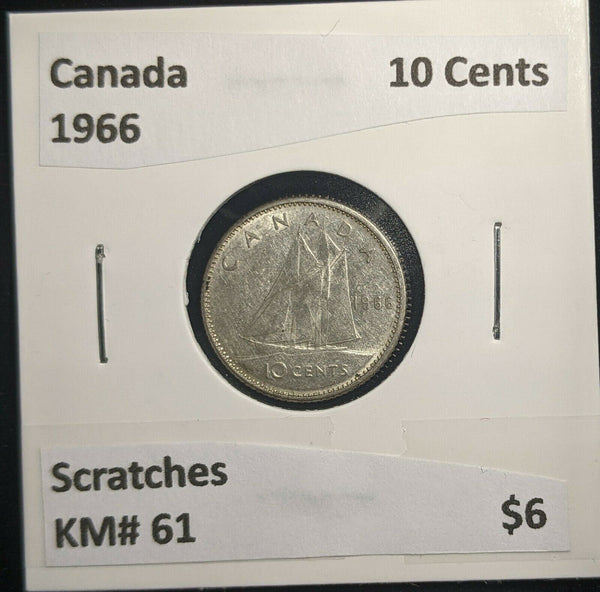 Canada 10 Cents
1966
CANADA
1966
10 CENTS
Scratches
KM# 61 $6